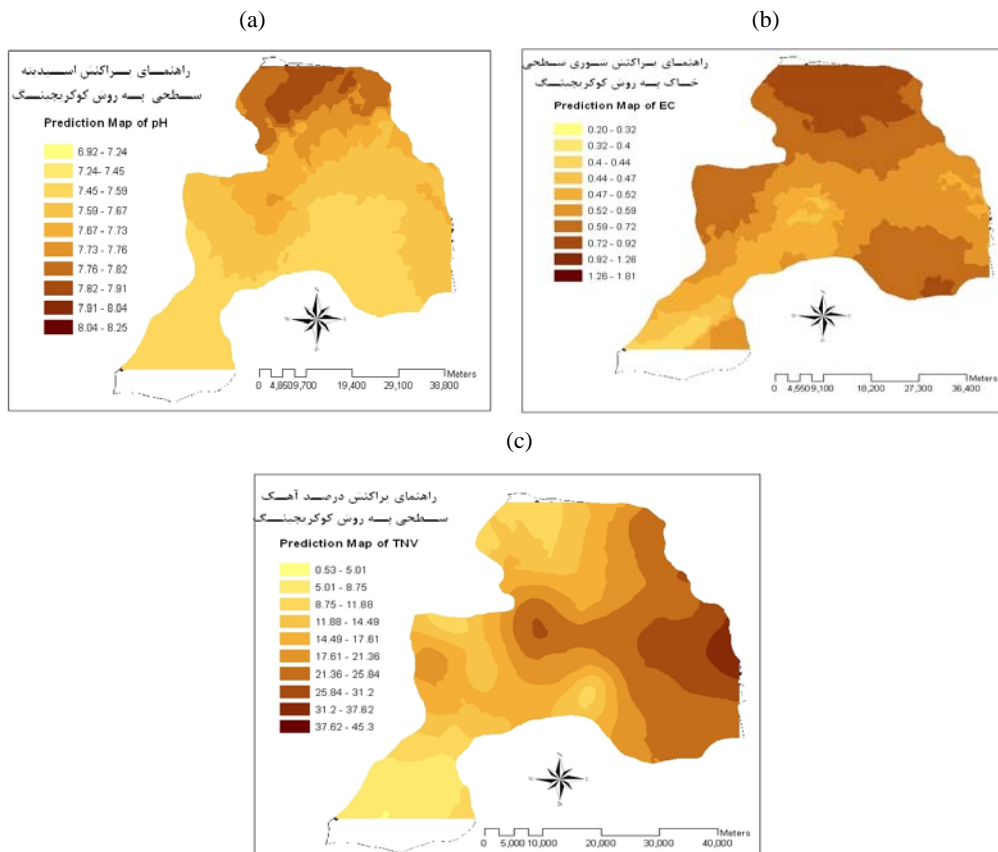 (a)
(b)
راهنمای پراکنش اسیدیته
سطحی به روش کوکریجینگ
Prediction Map of pH
6.92 - 7.24
7.24- 7.45
7.45 - 7.59
7.59 - 7.67
7.67 - 7.73
7.73 - 7.76
7.76 - 7.82
7.82 - 7.91
7.91 - 8.04
8.04 - 8.25
N
E
Meters
0 4,850 9,700 19,400 29,100 38,800
راهنمای پراکنش شوری سطحی
خاک به روش کوکریجینگ
Prediction Map of EC
0.20 - 0.32
0.32 - 0.4
0.4 - 0.44
0.44 - 0.47
0.47 - 0.52
0.52 - 0.59
0.59 - 0.72
0.72 - 0.92
0.92 - 1.26
1.26 - 1.81
N
E
Meters
0 4,550 9,100 18,200 27,300 36,400
(c)
راهنمای پراکنش درصد آهک
سطحی به روش کوکریجینگ
Prediction Map of TNV
0.53 - 5.01
5.01 - 8.75
8.75 - 11.88
11.88 - 14.49
14.49 - 17.61
17.61 - 21.36
21.36 - 25.84
25.84 - 31.2
31.2 - 37.62
37.62 - 45.3
N
E
Meters
0 5,000 10,000 20,000 30,000 40,000